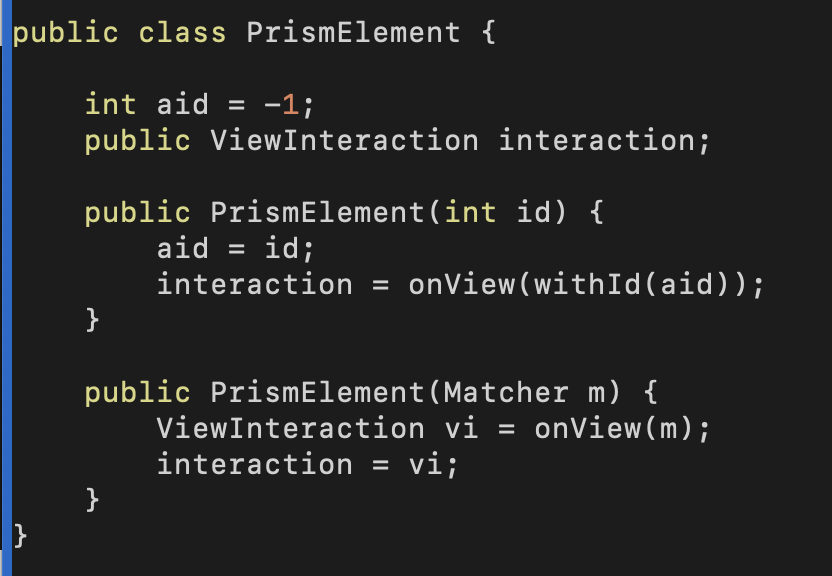 public class PrismElement {
    int aid = -1;
    public ViewInteraction interaction;
    public PrismElement(int id) {
        aid = id;
        interaction = onView(withId(aid));
    }
    public PrismElement(Matcher m) {
        ViewInteraction vi = onView(m);
        interaction = vi;
    }
}